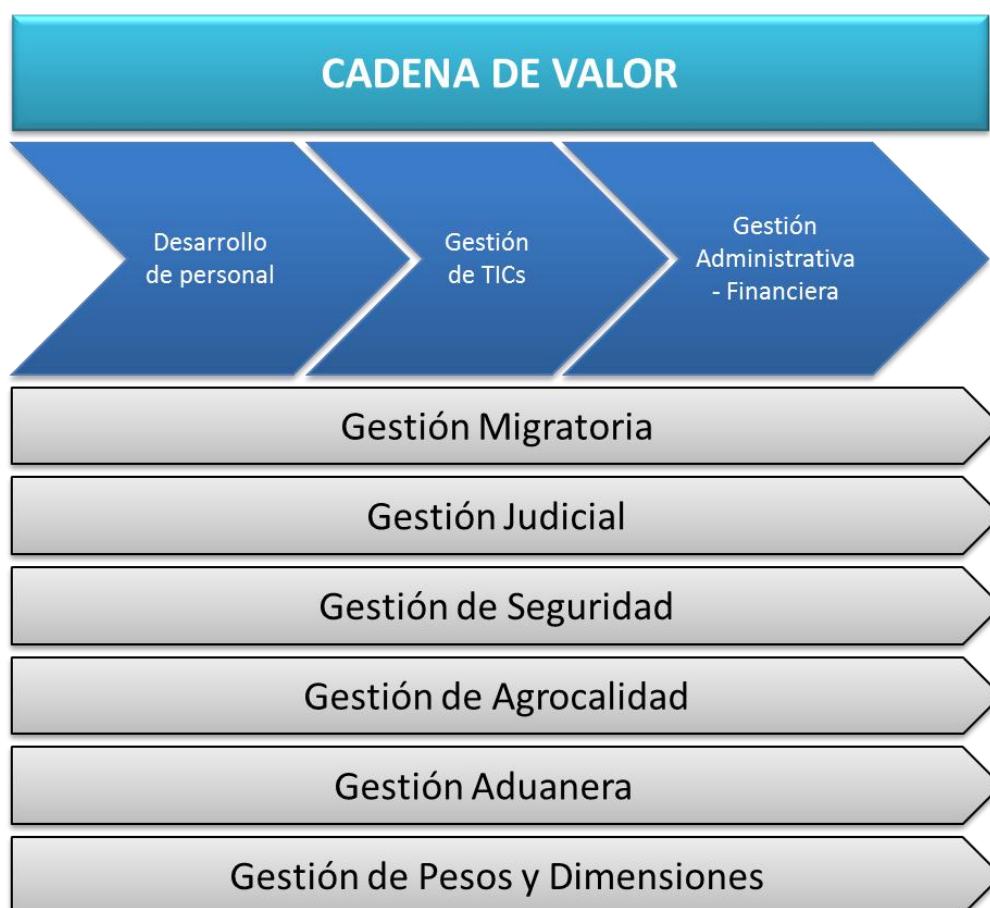 CADENA DE VALOR
Desarrollo
de personal
Gestión
de TICs
Gestión
Administrativa
- Financiera
Gestión Migratoria
Gestión Judicial
Gestión de Seguridad
Gestión de Agrocalidad
Gestión Aduanera
Gestión de Pesos y Dimensiones